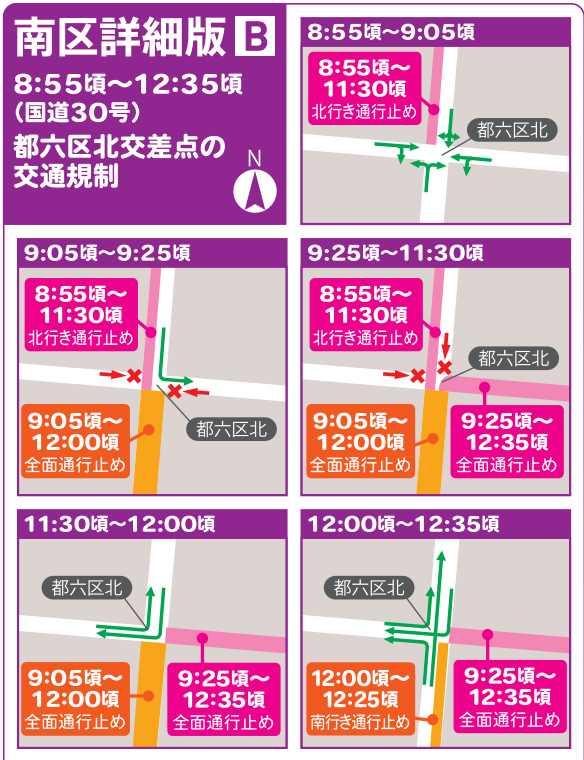 南区詳細版 B
8:55頃～12:35頃
（国道30号）
都六区北交差点の
交通規制
N
8:55頃～9:05頃
8:55頃～
11:30頃
北行き通行止め
都六区北
9:05頃～9:25頃
8:55頃～
11:30頃
北行き通行止め
9:05頃～
12:00頃
全面通行止め
都六区北
9:25頃～11:30頃
8:55頃～
11:30頃
北行き通行止め
都六区北
9:05頃～
12:00頃
全面通行止め
9:25頃～
12:35頃
全面通行止め
11:30頃～12:00頃
都六区北
9:05頃～
12:00頃
全面通行止め
9:25頃～
12:35頃
全面通行止め
12:00頃～12:35頃
都六区北
12:00頃～
12:25頃
南行き通行止め
9:25頃～
12:35頃
全面通行止め